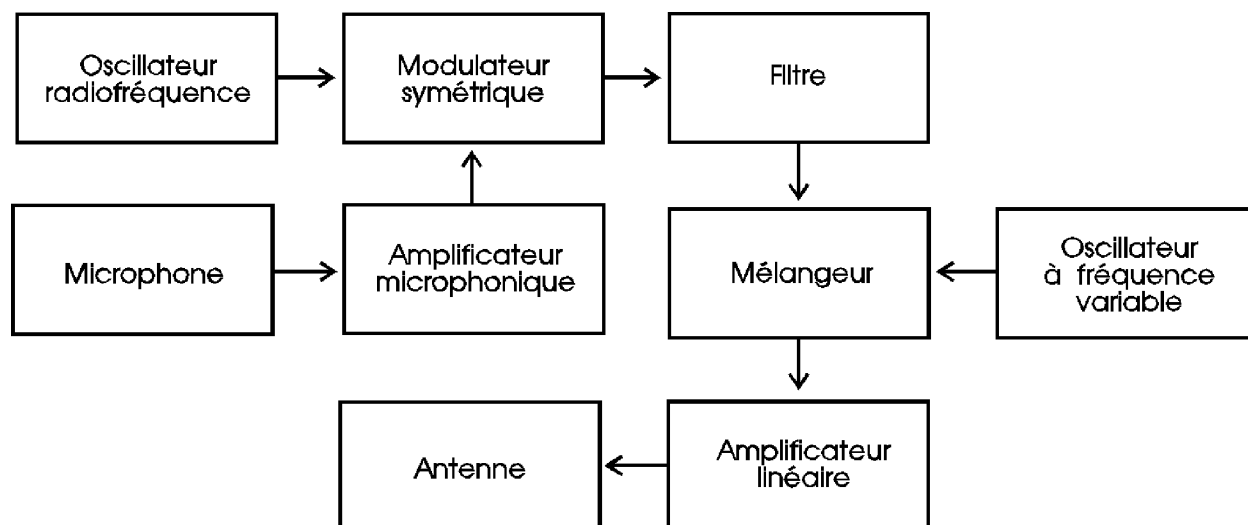 Oscillateur
radiofréquence
Modulateur
symétrique
Filtre
Microphone
Amplificateur
microphonique
Mélangeur
Oscillateur
à fréquence
variable
Antenne
Amplificateur
linéaire